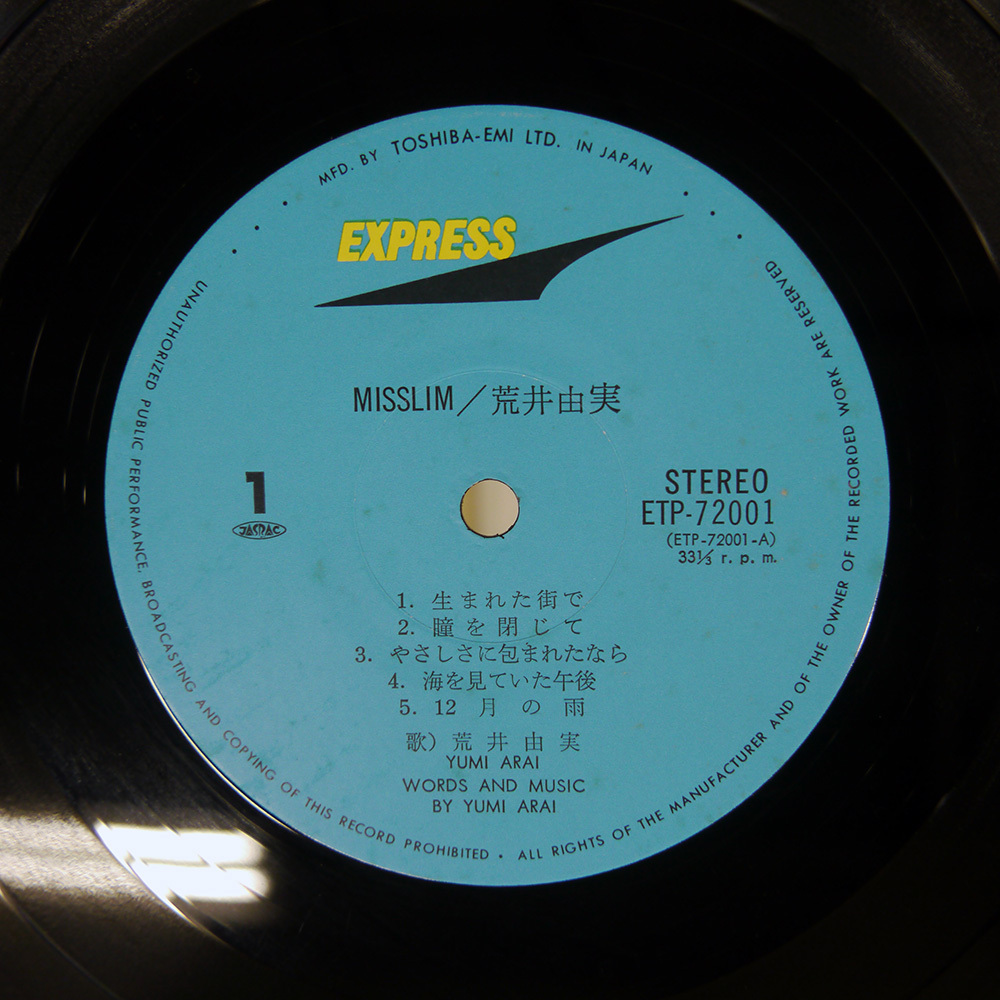 MFD. BY TOSHIBA-EMI LTD. IN JAPAN
EXPRESS
MISSLIM／荒井由実
1
JASRAC
STEREO
ETP-72001
(ETP-72001-A)
33⅓ r. p. m.
1. 生まれた街で
2. 瞳を閉じて
3. やさしさに包まれたなら
4. 海を見ていた午後
5. 12月の雨
歌）荒井由実
YUMI ARAI
WORDS AND MUSIC
BY YUMI ARAI
UNAUTHORIZED PUBLIC PERFORMANCE, BROADCASTING AND COPYING OF THIS RECORD PROHIBITED • ALL RIGHTS OF THE MANUFACTURER AND OF THE OWNER OF THE RECORDED WORK ARE RESERVED